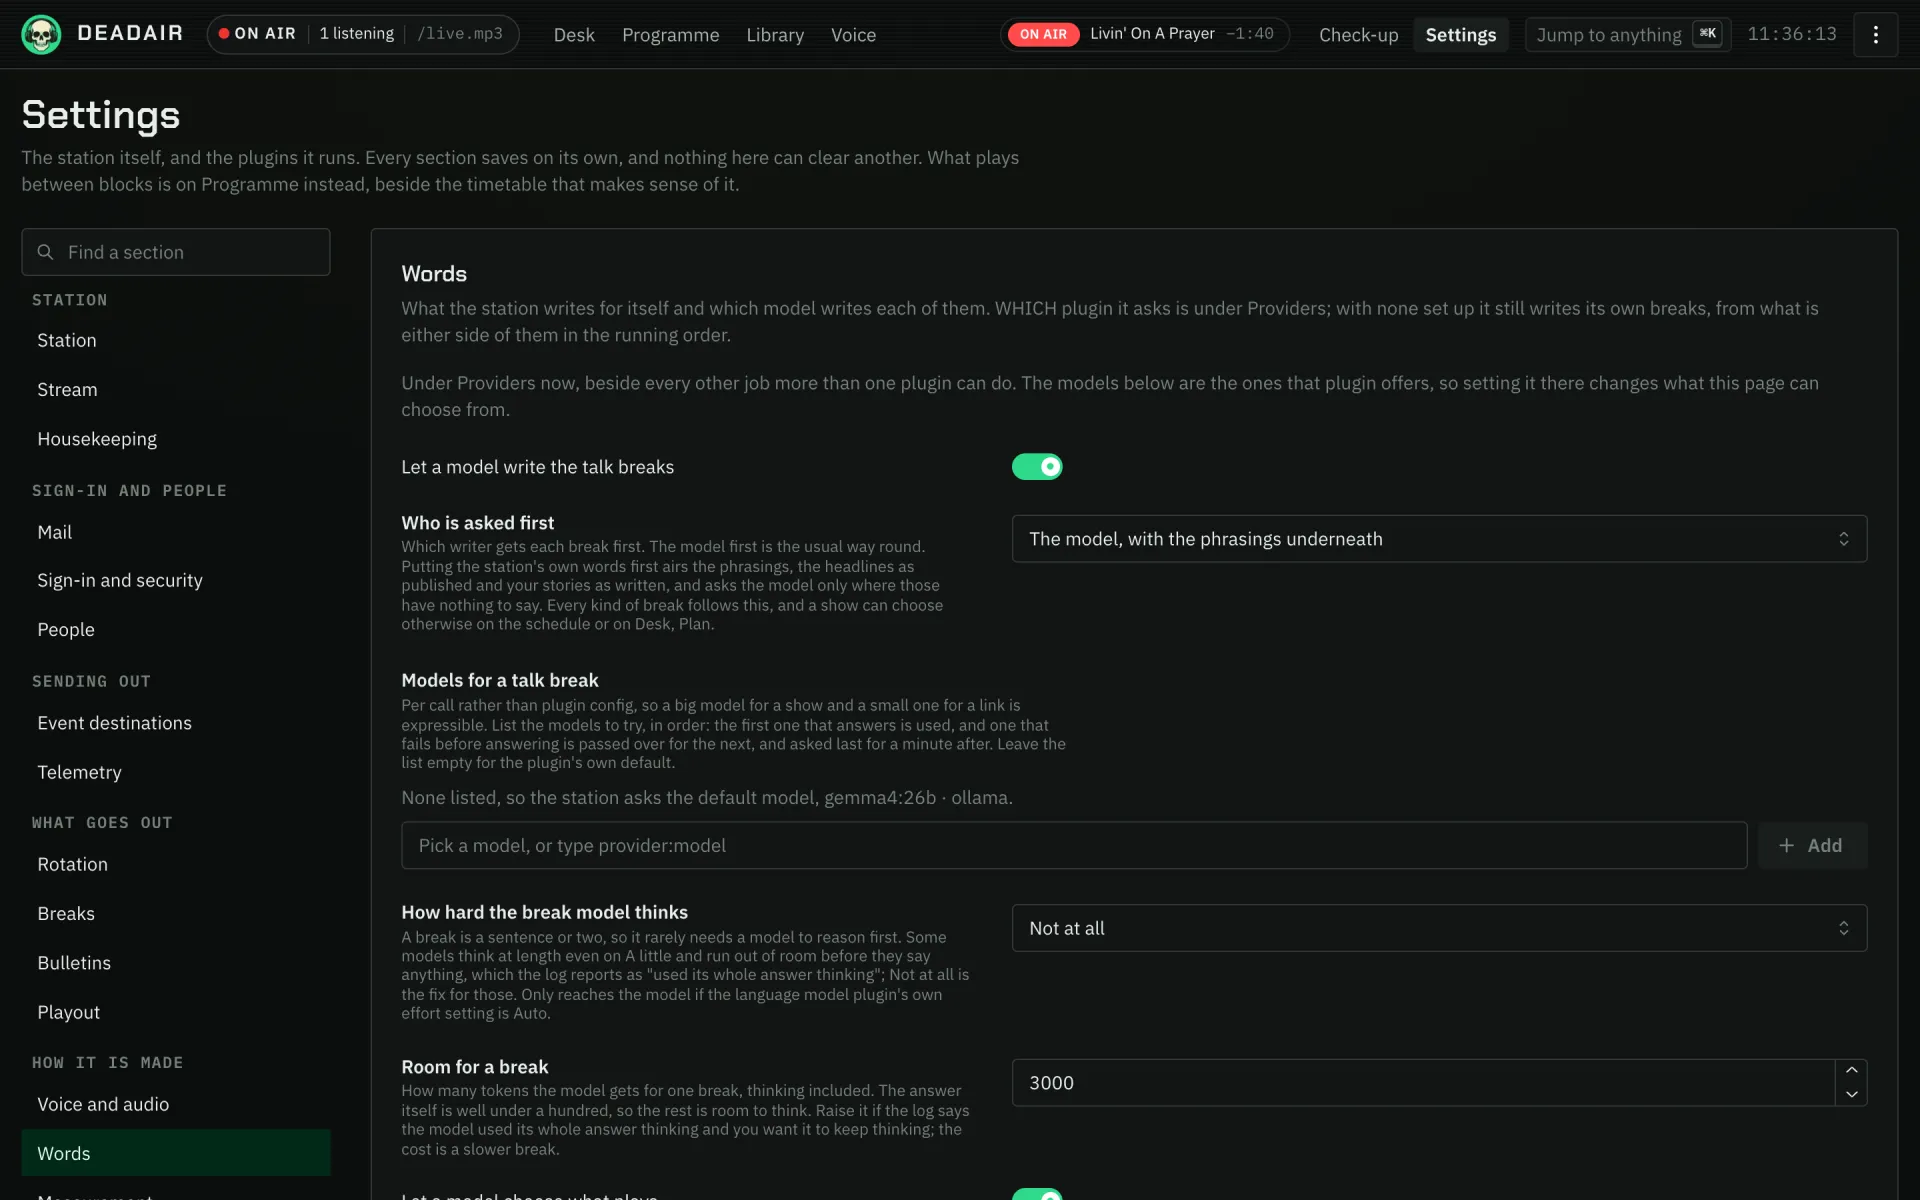 DEADAIR
ON AIR
1 listening
/live.mp3
Desk
Programme
Library
Voice
ON AIR
Livin' On A Prayer
−1:40
Check-up
Settings
Jump to anything
⌘K
11:36:13
Settings
The station itself, and the plugins it runs. Every section saves on its own, and nothing here can clear another. What plays
between blocks is on Programme instead, beside the timetable that makes sense of it.
Find a section
STATION
Station
Stream
Housekeeping
SIGN-IN AND PEOPLE
Mail
Sign-in and security
People
SENDING OUT
Event destinations
Telemetry
WHAT GOES OUT
Rotation
Breaks
Bulletins
Playout
HOW IT IS MADE
Voice and audio
Words
Measurement
Words
What the station writes for itself and which model writes each of them. WHICH plugin it asks is under Providers; with none set up it still writes its own breaks, from what is
either side of them in the running order.
Under Providers now, beside every other job more than one plugin can do. The models below are the ones that plugin offers, so setting it there changes what this page can
choose from.
Let a model write the talk breaks
Who is asked first
Which writer gets each break first. The model first is the usual way round.
Putting the station's own words first airs the phrasings, the headlines as
published and your stories as written, and asks the model only where those
have nothing to say. Every kind of break follows this, and a show can choose
otherwise on the schedule or on Desk, Plan.
The model, with the phrasings underneath
Models for a talk break
Per call rather than plugin config, so a big model for a show and a small one for a link is
expressible. List the models to try, in order: the first one that answers is used, and one that
fails before answering is passed over for the next, and asked last for a minute after. Leave the
list empty for the plugin's own default.
None listed, so the station asks the default model, gemma4:26b · ollama.
Pick a model, or type provider:model
+ Add
How hard the break model thinks
A break is a sentence or two, so it rarely needs a model to reason first. Some
models think at length even on A little and run out of room before they say
anything, which the log reports as "used its whole answer thinking"; Not at all is
the fix for those. Only reaches the model if the language model plugin's own
effort setting is Auto.
Not at all
Room for a break
How many tokens the model gets for one break, thinking included. The answer
itself is well under a hundred, so the rest is room to think. Raise it if the log says
the model used its whole answer thinking and you want it to keep thinking; the
cost is a slower break.
3000
Let a model choose what plays